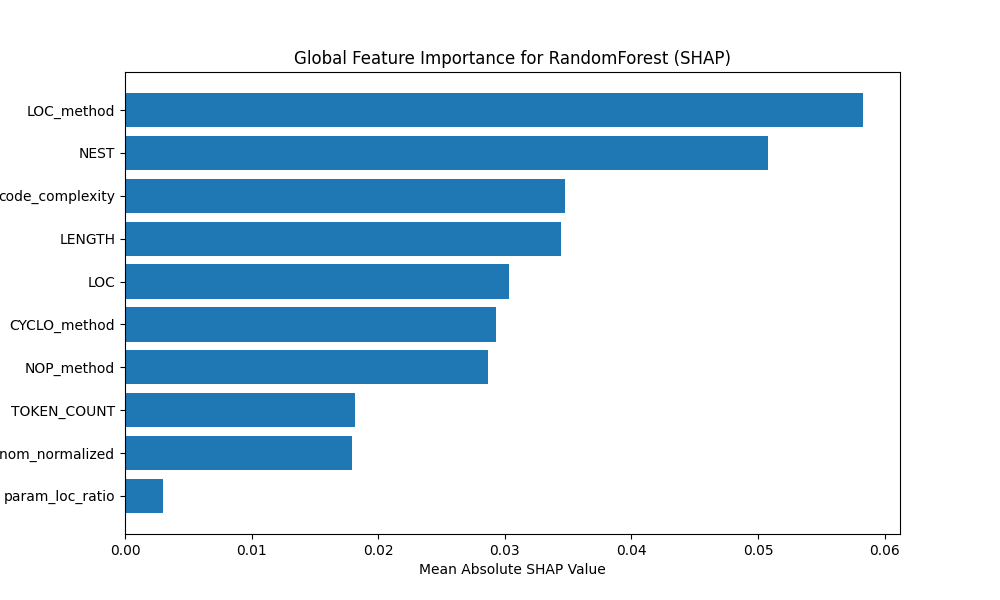 Global Feature Importance for RandomForest (SHAP)
LOC_method
NEST
code_complexity
LENGTH
LOC
CYCLO_method
NOP_method
TOKEN_COUNT
nom_normalized
param_loc_ratio
0.00 0.01 0.02 0.03 0.04 0.05 0.06
Mean Absolute SHAP Value